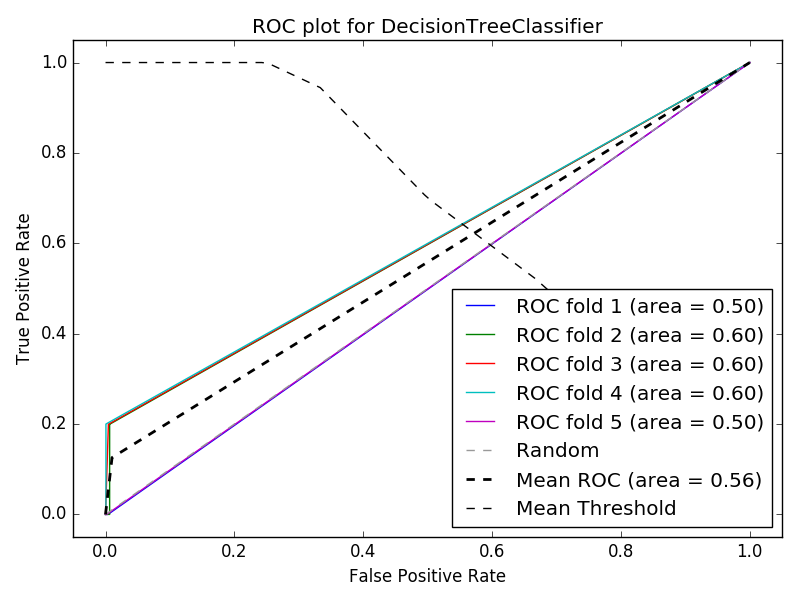 ROC plot for DecisionTreeClassifier
True Positive Rate
1.0
0.8
0.6
0.4
0.2
0.0
ROC fold 1 (area = 0.50)
ROC fold 2 (area = 0.60)
ROC fold 3 (area = 0.60)
ROC fold 4 (area = 0.60)
ROC fold 5 (area = 0.50)
Random
Mean ROC (area = 0.56)
Mean Threshold
0.0 0.2 0.4 0.6 0.8 1.0
False Positive Rate